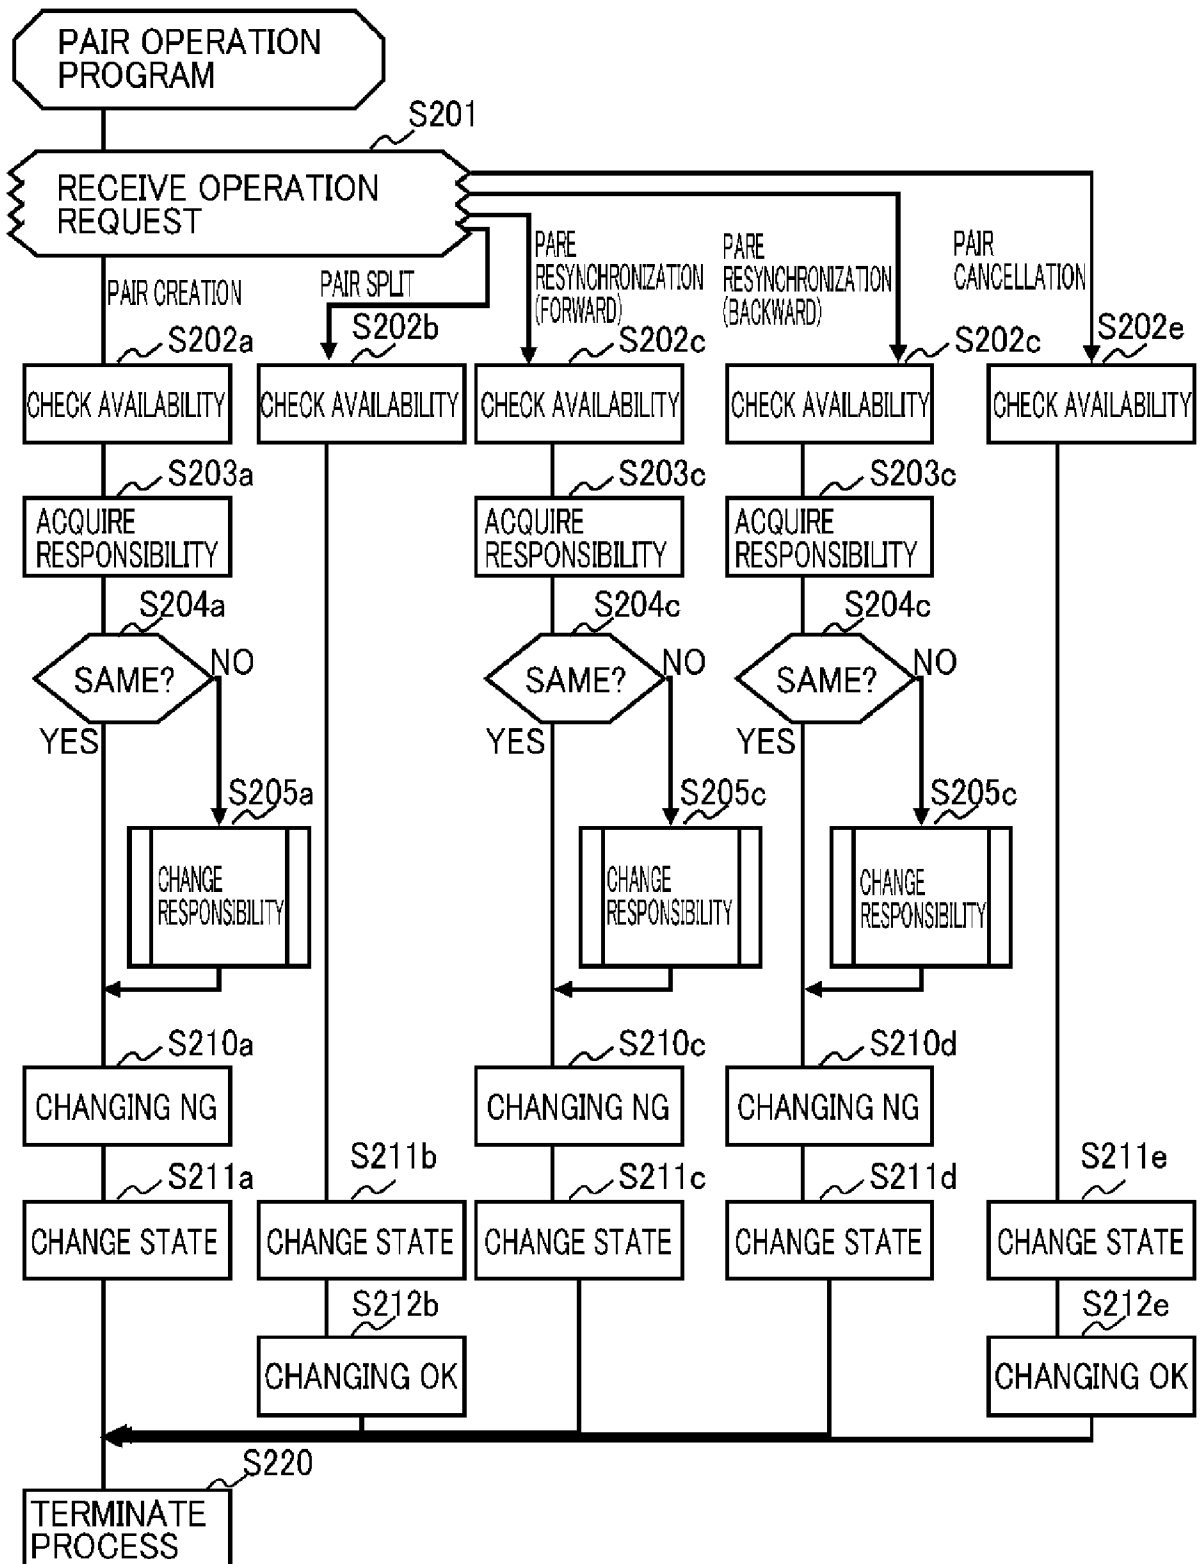 PAIR OPERATION
PROGRAM
S201
RECEIVE OPERATION
REQUEST
PAIR CREATION
PAIR SPLIT
PARE
RESYNCHRONIZATION
(FORWARD)
PARE
RESYNCHRONIZATION
(BACKWARD)
PAIR
CANCELLATION
S202a
S202b
S202c
S202c
S202e
CHECK AVAILABILITY
CHECK AVAILABILITY
CHECK AVAILABILITY
CHECK AVAILABILITY
CHECK AVAILABILITY
S203a
S203c
S203c
ACQUIRE
RESPONSIBILITY
ACQUIRE
RESPONSIBILITY
ACQUIRE
RESPONSIBILITY
S204a
S204c
S204c
SAME?
NO
YES
SAME?
NO
YES
SAME?
NO
YES
S205a
S205c
S205c
CHANGE
RESPONSIBILITY
CHANGE
RESPONSIBILITY
CHANGE
RESPONSIBILITY
S210a
S210c
S210d
CHANGING NG
CHANGING NG
CHANGING NG
S211a
S211b
S211c
S211d
S211e
CHANGE STATE
CHANGE STATE
CHANGE STATE
CHANGE STATE
CHANGE STATE
S212b
S212e
CHANGING OK
CHANGING OK
S220
TERMINATE
PROCESS